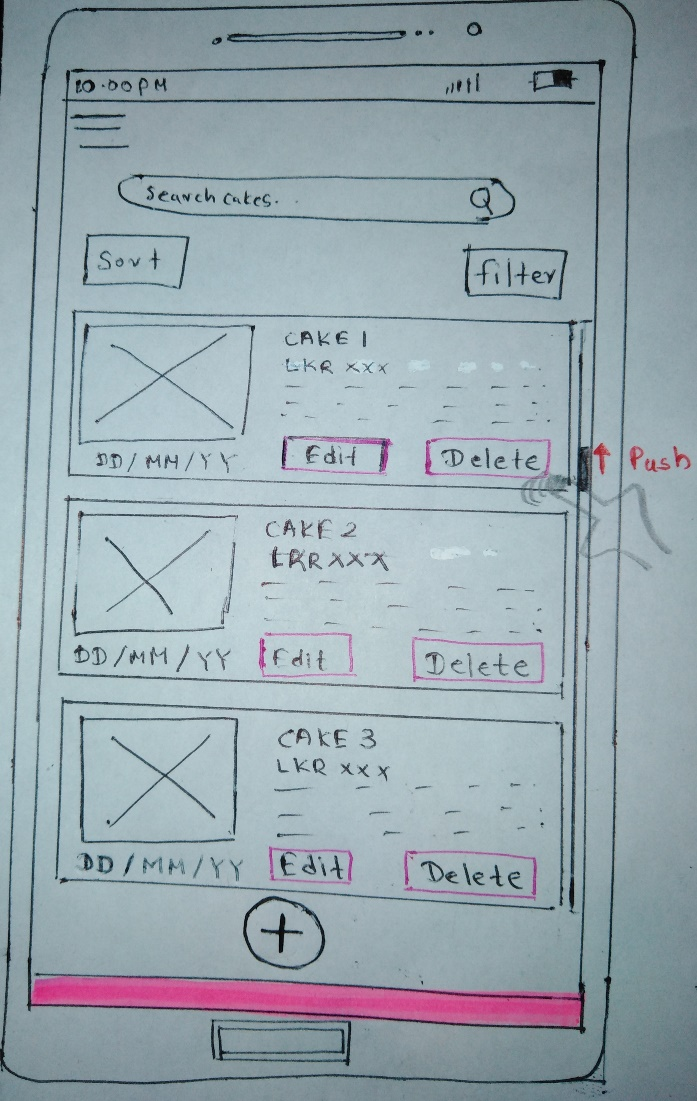 10.00PM
Search cakes...
Sort
filter
CAKE 1
LKR xxx
DD/MM/YY
Edit
Delete
↑ Push
CAKE 2
LKR XXX
DD/MM/YY
Edit
Delete
CAKE 3
LKR xxx
DD/MM/YY
Edit
Delete
+